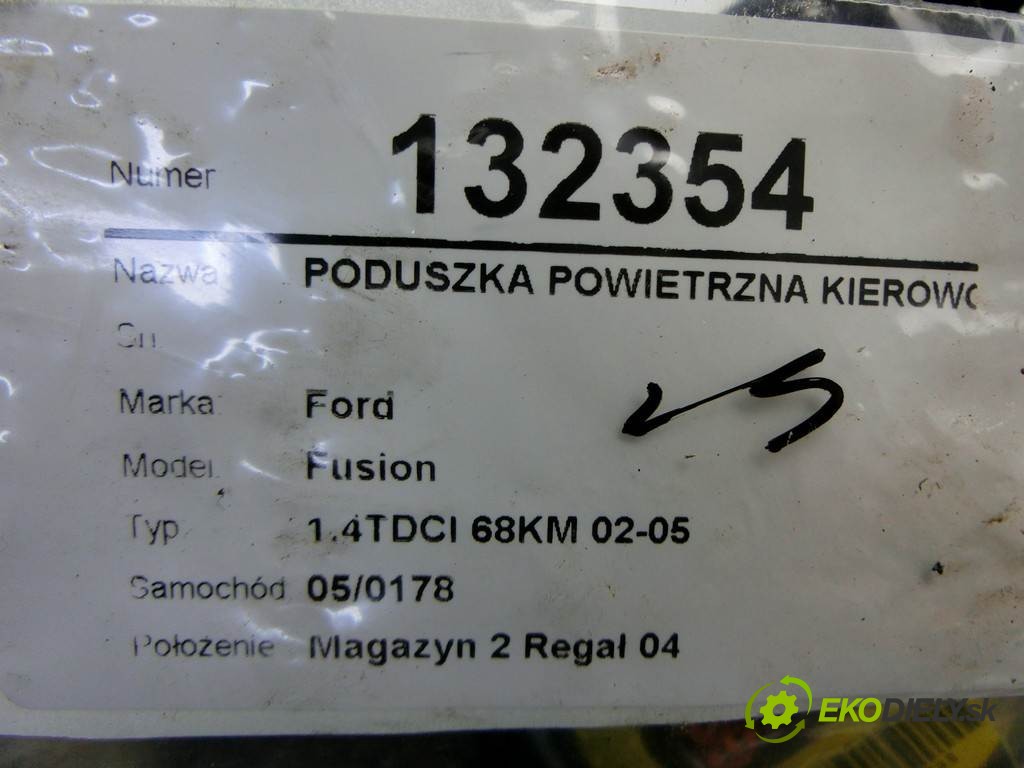 Numer 132354
Nazwa PODUSZKA POWIETRZNA KIEROWC
Sn
Marka Ford
Model Fusion
Typ 1.4TDCI 68KM 02-05
Samochód 05/0178
Położenie Magazyn 2 Regał 04
EKODIELY.sk